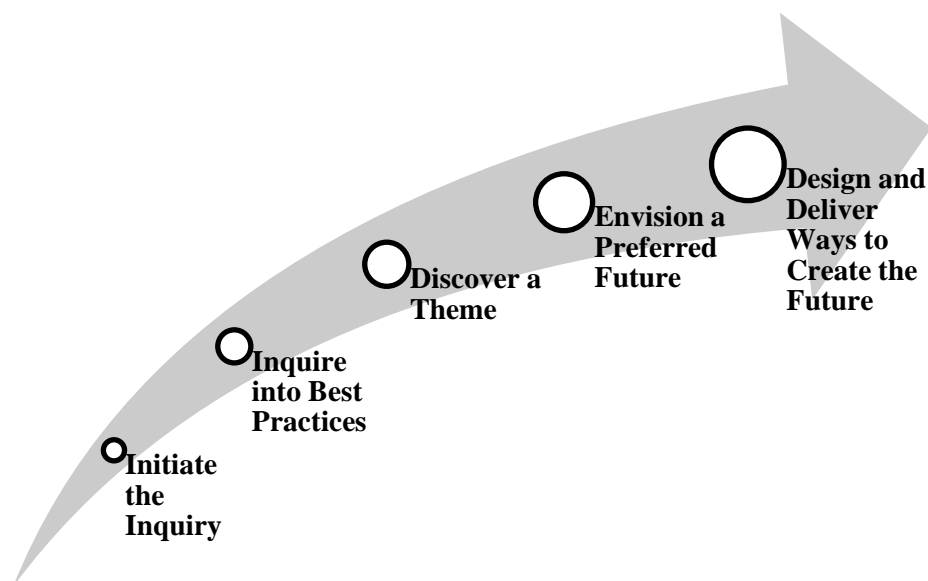 Initiate
the
Inquiry
Inquire
into Best
Practices
Discover a
Theme
Envision a
Preferred
Future
Design and
Deliver
Ways to
Create the
Future